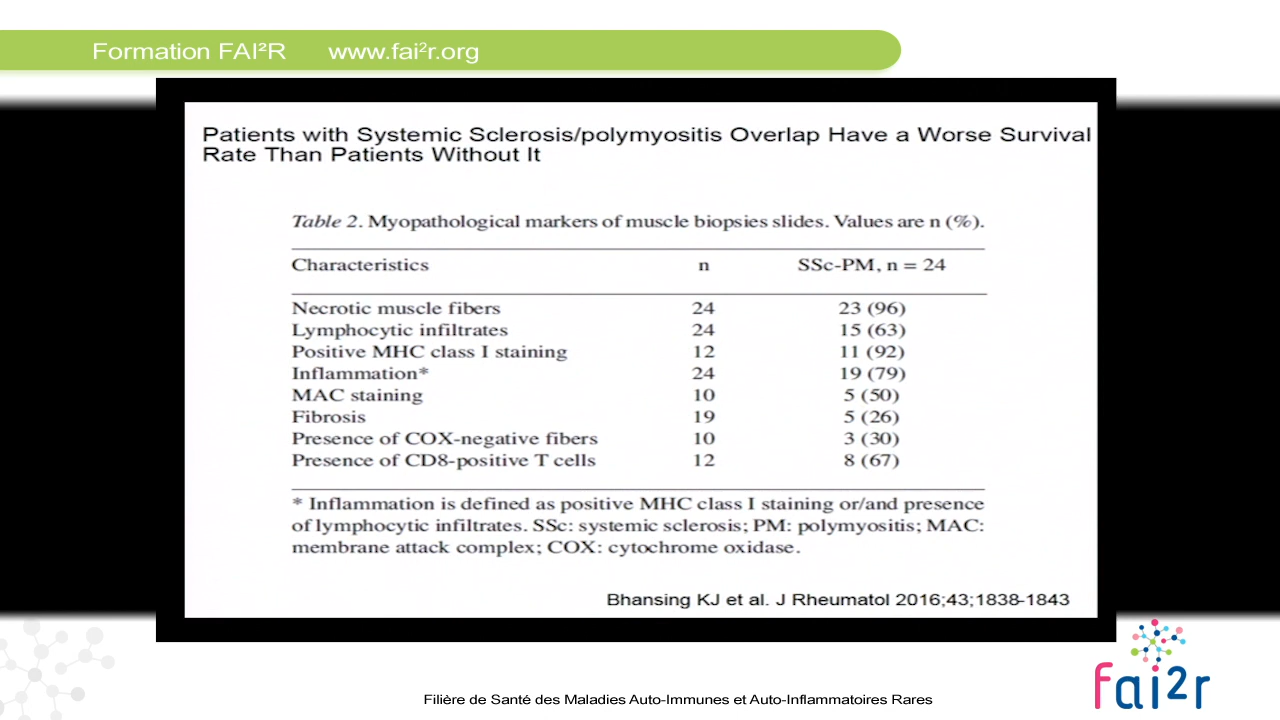 Formation FAI²R www.fai²r.org
Patients with Systemic Sclerosis/polymyositis Overlap Have a Worse Survival
Rate Than Patients Without It
Table 2. Myopathological markers of muscle biopsies slides. Values are n (%).
Characteristics n SSc-PM, n = 24
Necrotic muscle fibers 24 23 (96)
Lymphocytic infiltrates 24 15 (63)
Positive MHC class I staining 12 11 (92)
Inflammation* 24 19 (79)
MAC staining 10 5 (50)
Fibrosis 19 5 (26)
Presence of COX-negative fibers 10 3 (30)
Presence of CD8-positive T cells 12 8 (67)
* Inflammation is defined as positive MHC class I staining or/and presence
of lymphocytic infiltrates. SSc: systemic sclerosis; PM: polymyositis; MAC:
membrane attack complex; COX: cytochrome oxidase.
Bhansing KJ et al. J Rheumatol 2016;43;1838-1843
fai2r
Filière de Santé des Maladies Auto-Immunes et Auto-Inflammatoires Rares